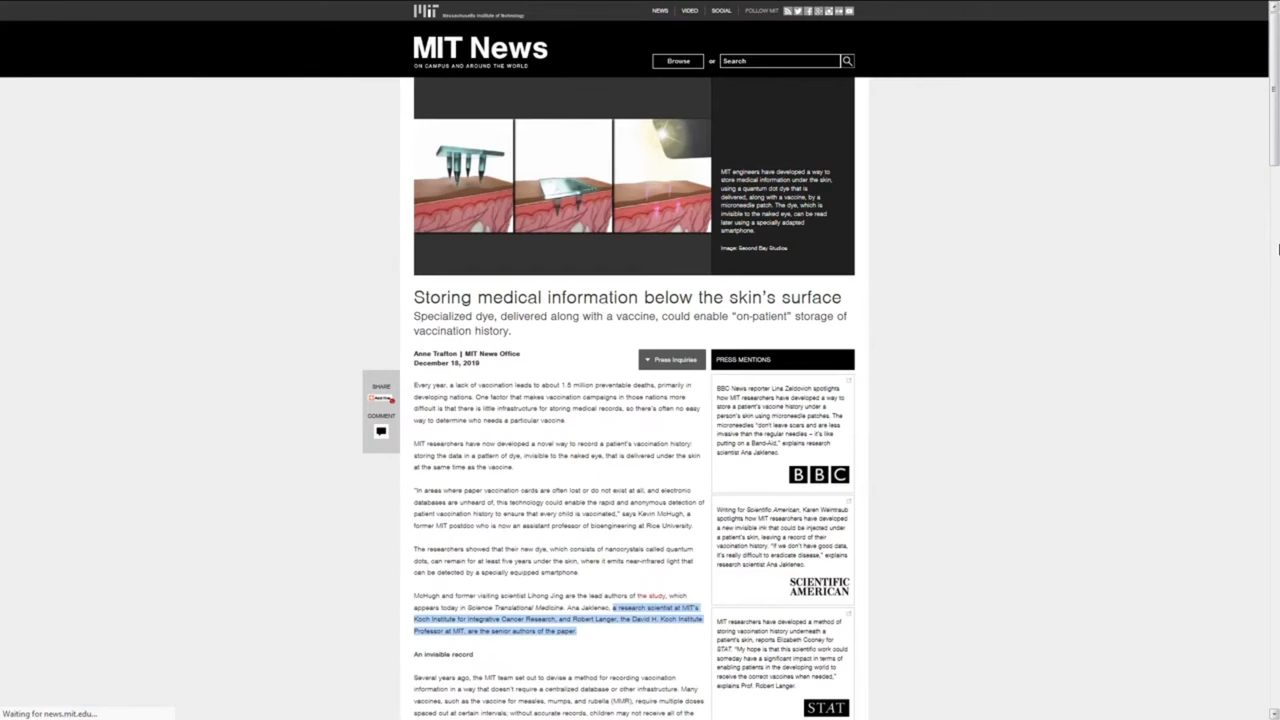 MIT Massachusetts Institute of Technology
NEWS VIDEO SOCIAL FOLLOW MIT
MIT News
ON CAMPUS AND AROUND THE WORLD
Browse or Search
MIT engineers have developed a way to
store medical information under the skin,
using a quantum dot dye that is
delivered, along with a vaccine, by a
microneedle patch. The dye, which is
invisible to the naked eye, can be read
later using a specially adapted
smartphone.
Image: Second Bay Studios
Storing medical information below the skin's surface
Specialized dye, delivered along with a vaccine, could enable “on-patient” storage of
vaccination history.
Anne Trafton | MIT News Office
December 18, 2019
Press Inquiries
SHARE
COMMENT
Every year, a lack of vaccination leads to about 1.5 million preventable deaths, primarily in
developing nations. One factor that makes vaccination campaigns in those nations more
difficult is that there is little infrastructure for storing medical records, so there's often no easy
way to determine who needs a particular vaccine.
MIT researchers have now developed a novel way to record a patient's vaccination history:
storing the data in a pattern of dye, invisible to the naked eye, that is delivered under the skin
at the same time as the vaccine.
“In areas where paper vaccination cards are often lost or do not exist at all, and electronic
databases are unheard of, this technology could enable the rapid and anonymous detection of
patient vaccination history to ensure that every child is vaccinated,” says Kevin McHugh, a
former MIT postdoc who is now an assistant professor of bioengineering at Rice University.
The researchers showed that their new dye, which consists of nanocrystals called quantum
dots, can remain for at least five years under the skin, where it emits near-infrared light that
can be detected by a specially equipped smartphone.
McHugh and former visiting scientist Lihong Jing are the lead authors of the study, which
appears today in Science Translational Medicine. Ana Jaklenec, a research scientist at MIT's
Koch Institute for Integrative Cancer Research, and Robert Langer, the David H. Koch Institute
Professor at MIT, are the senior authors of the paper.
An invisible record
Several years ago, the MIT team set out to devise a method for recording vaccination
information in a way that doesn't require a centralized database or other infrastructure. Many
vaccines, such as the vaccine for measles, mumps, and rubella (MMR), require multiple doses
spaced out at certain intervals; without accurate records, children may not receive all of the
PRESS MENTIONS
BBC News reporter Lina Zeldovich spotlights
how MIT researchers have developed a way to
store a patient's vaccine history under a
person's skin using microneedle patches. The
microneedles “don't leave scars and are less
invasive than the regular needles – it's like
putting on a Band-Aid,” explains research
scientist Ana Jaklenec.
BBC
Writing for Scientific American, Karen Weintraub
spotlights how MIT researchers have developed
a new invisible ink that could be injected under
a patient's skin, leaving a record of their
vaccination history. “If we don't have good data,
it's really difficult to eradicate disease,” explains
research scientist Ana Jaklenec.
SCIENTIFIC
AMERICAN
MIT researchers have developed a method of
storing vaccination history underneath a
patient's skin, reports Elizabeth Cooney for
STAT. “My hope is that this scientific work could
someday have a significant impact in terms of
enabling patients in the developing world to
receive the correct vaccines when needed,”
explains Prof. Robert Langer.
STAT
Waiting for news.mit.edu...